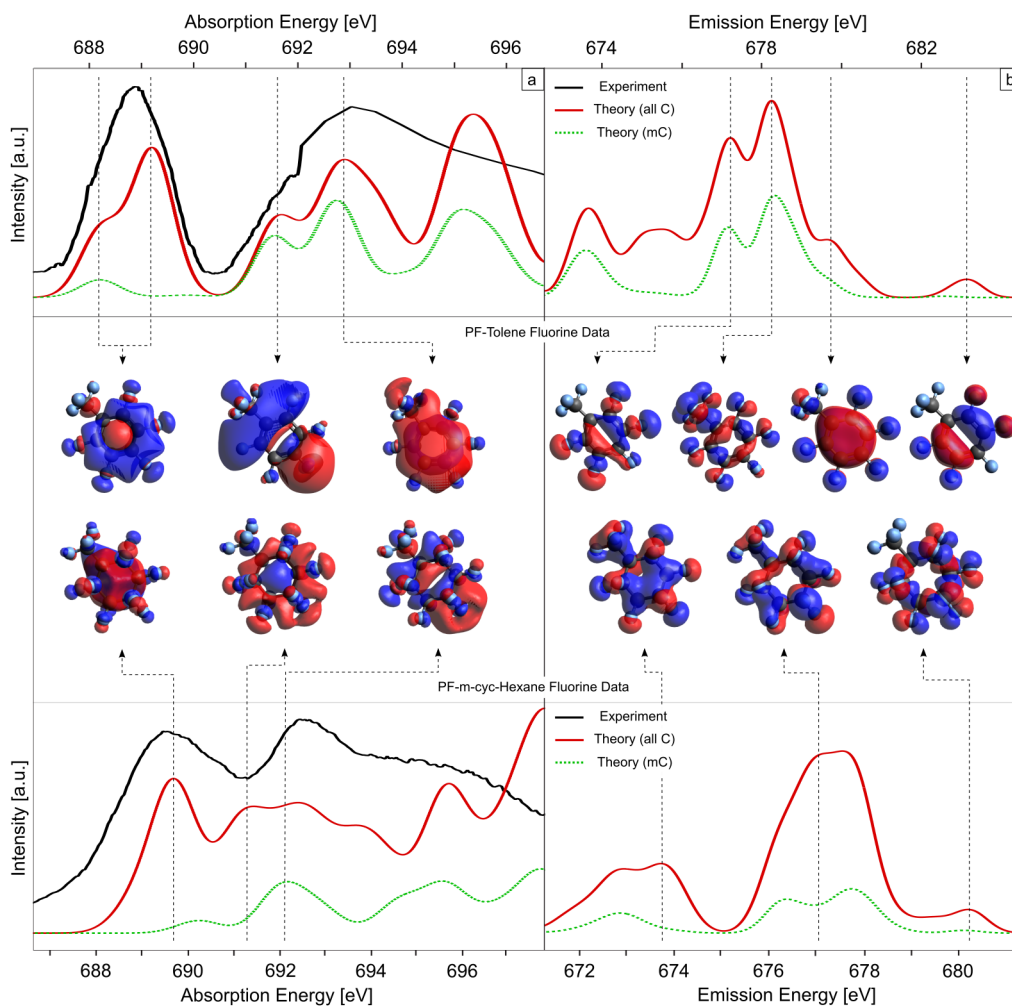 Absorption Energy [eV]
Emission Energy [eV]
688 690 692 694 696
674 678 682
a
b
Intensity [a.u.]
Experiment
Theory (all C)
Theory (mC)
PF-Tolene Fluorine Data
PF-m-cyc-Hexane Fluorine Data
Intensity [a.u.]
Experiment
Theory (all C)
Theory (mC)
688 690 692 694 696
672 674 676 678 680
Absorption Energy [eV]
Emission Energy [eV]